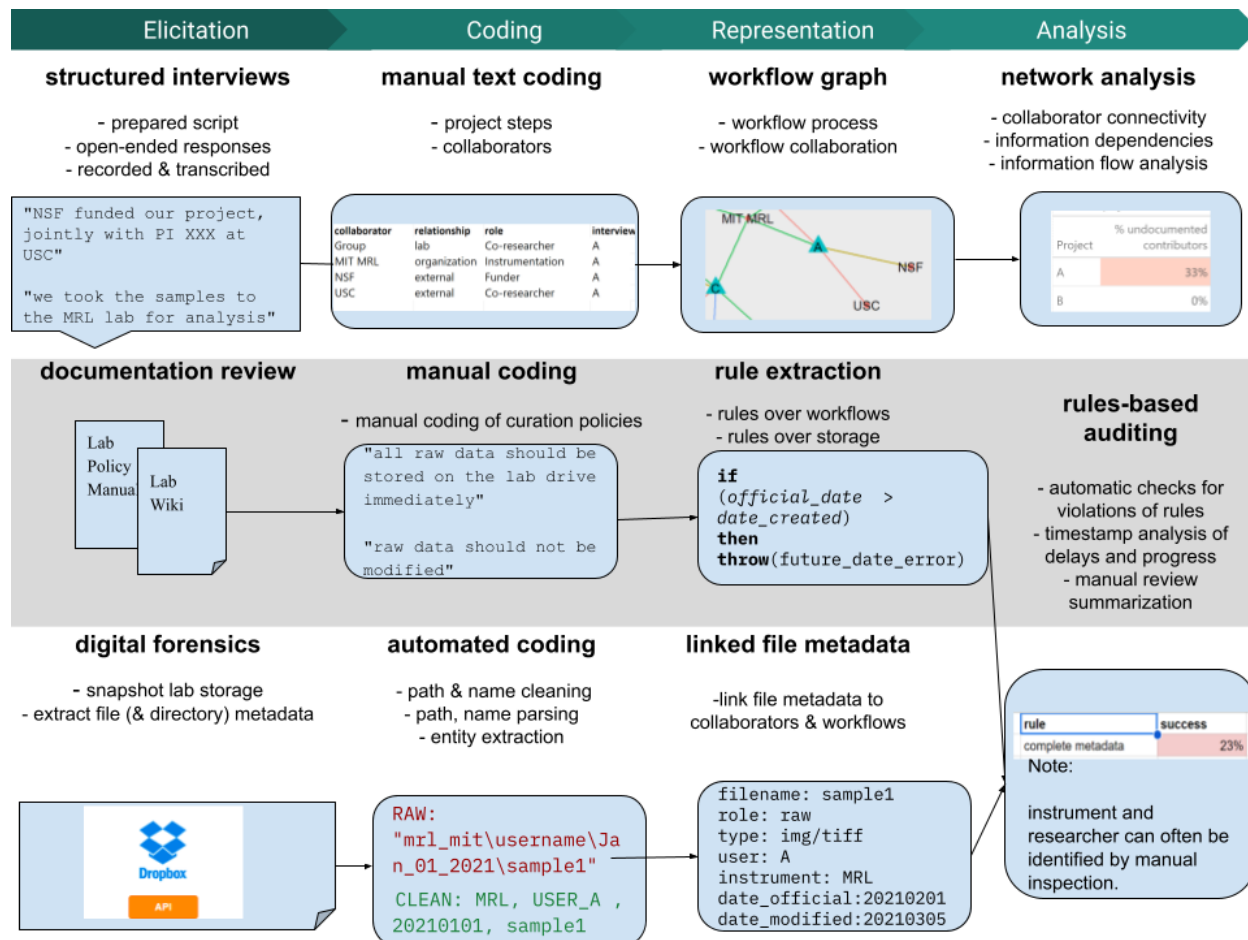 Elicitation
Coding
Representation
Analysis
structured interviews
- prepared script
- open-ended responses
- recorded & transcribed
manual text coding
- project steps
- collaborators
workflow graph
- workflow process
- workflow collaboration
network analysis
- collaborator connectivity
- information dependencies
- information flow analysis
"NSF funded our project,
jointly with PI XXX at
USC"
"we took the samples to
the MRL lab for analysis"
collaborator relationship role interview
Group lab Co-researcher A
MIT MRL organization Instrumentation A
NSF external Funder A
USC external Co-researcher A
MIT MRL
A
NSF
C
USC
% undocumented
Project contributors
A 33%
B 0%
documentation review
Lab
Policy
Manual
Lab
Wiki
manual coding
- manual coding of curation policies
"all raw data should be
stored on the lab drive
immediately"
"raw data should not be
modified"
rule extraction
- rules over workflows
- rules over storage
if
(official_date >
date_created)
then
throw(future_date_error)
rules-based
auditing
- automatic checks for
violations of rules
- timestamp analysis of
delays and progress
- manual review
summarization
digital forensics
- snapshot lab storage
- extract file (& directory) metadata
automated coding
- path & name cleaning
- path, name parsing
- entity extraction
linked file metadata
-link file metadata to
collaborators & workflows
Dropbox
API
RAW:
"mrl_mit\username\Ja
n_01_2021\sample1"
CLEAN: MRL, USER_A ,
20210101, sample1
filename: sample1
role: raw
type: img/tiff
user: A
instrument: MRL
date_official:20210201
date_modified:20210305
rule success
complete metadata 23%
Note:
instrument and
researcher can often be
identified by manual
inspection.